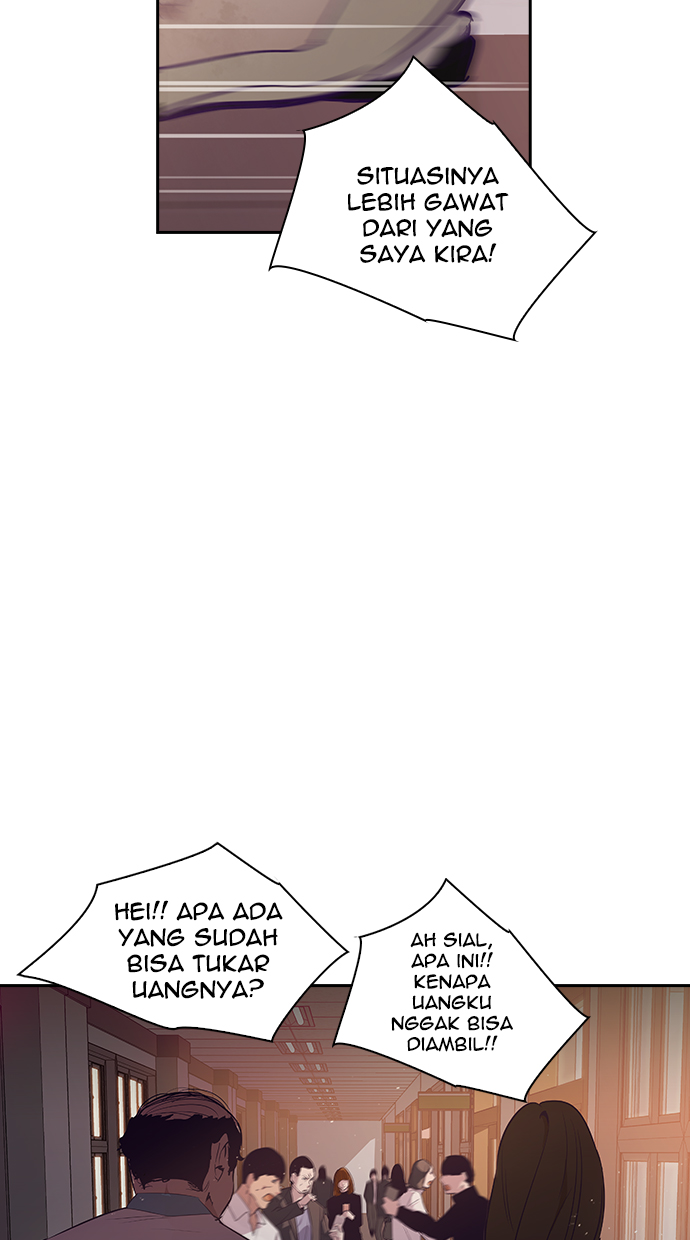 SITUASINYA
LEBIH GAWAT
DARI YANG
SAYA KIRA!
HEI!! APA ADA
YANG SUDAH
BISA TUKAR
UANGNYA?
AH SIAL,
APA INI!!
KENAPA
UANGKU
NGGAK BISA
DIAMBIL!!